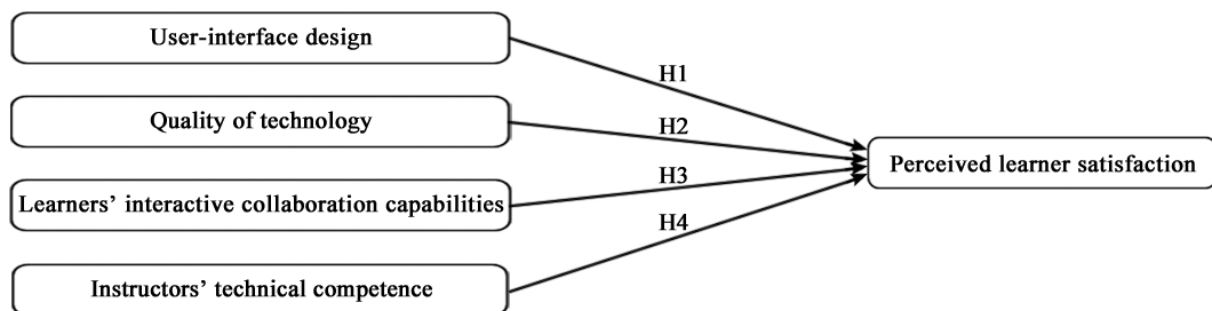 User-interface design
H1
Quality of technology
H2
Perceived learner satisfaction
Learners’ interactive collaboration capabilities
H3
H4
Instructors’ technical competence